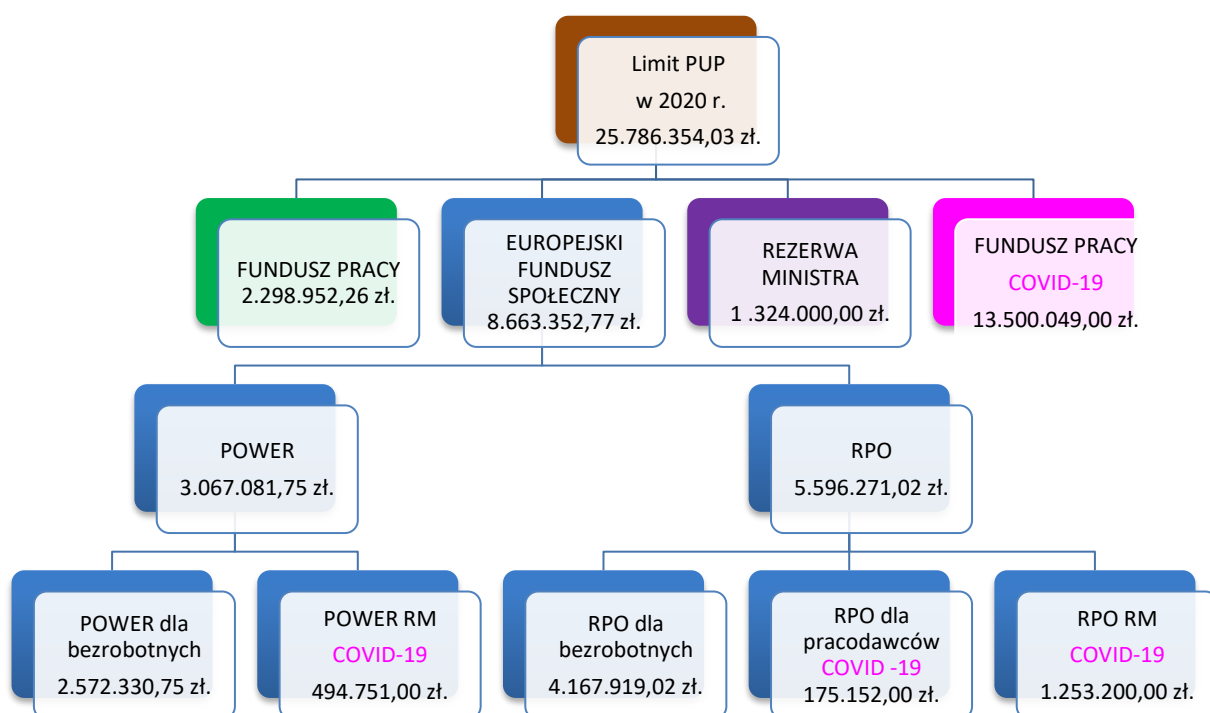 Limit PUP
w 2020 r.
25.786.354,03 zł.
FUNDUSZ PRACY
2.298.952,26 zł.
EUROPEJSKI
FUNDUSZ
SPOŁECZNY
8.663.352,77 zł.
REZERWA
MINISTRA
1 .324.000,00 zł.
FUNDUSZ PRACY
COVID-19
13.500.049,00 zł.
POWER
3.067.081,75 zł.
RPO
5.596.271,02 zł.
POWER dla
bezrobotnych
2.572.330,75 zł.
POWER RM
COVID-19
494.751,00 zł.
RPO dla
bezrobotnych
4.167.919,02 zł.
RPO dla
pracodawców
COVID -19
175.152,00 zł.
RPO RM
COVID-19
1.253.200,00 zł.